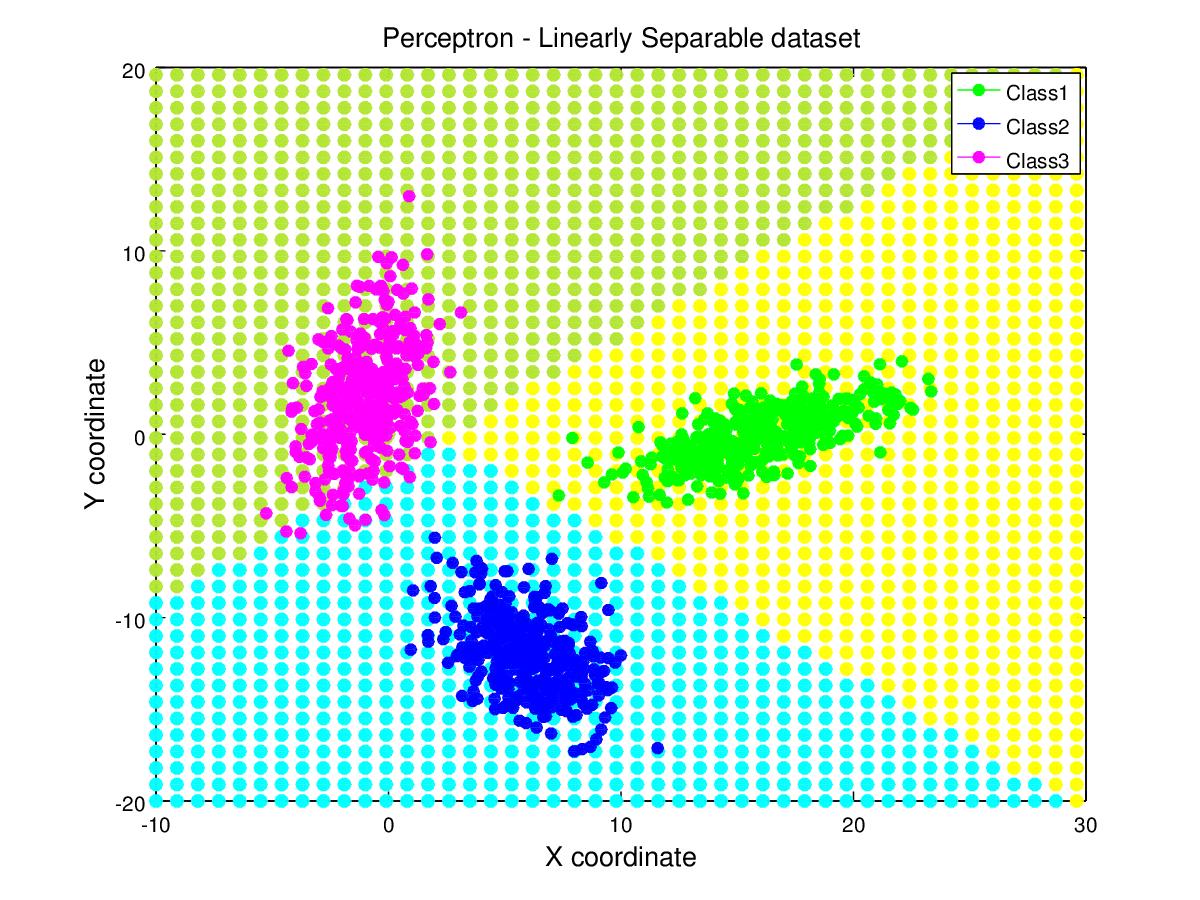 Perceptron - Linearly Separable dataset
20
Class1
Class2
Class3
10
0
-10
-20
Y coordinate
-10
0
10
20
30
X coordinate